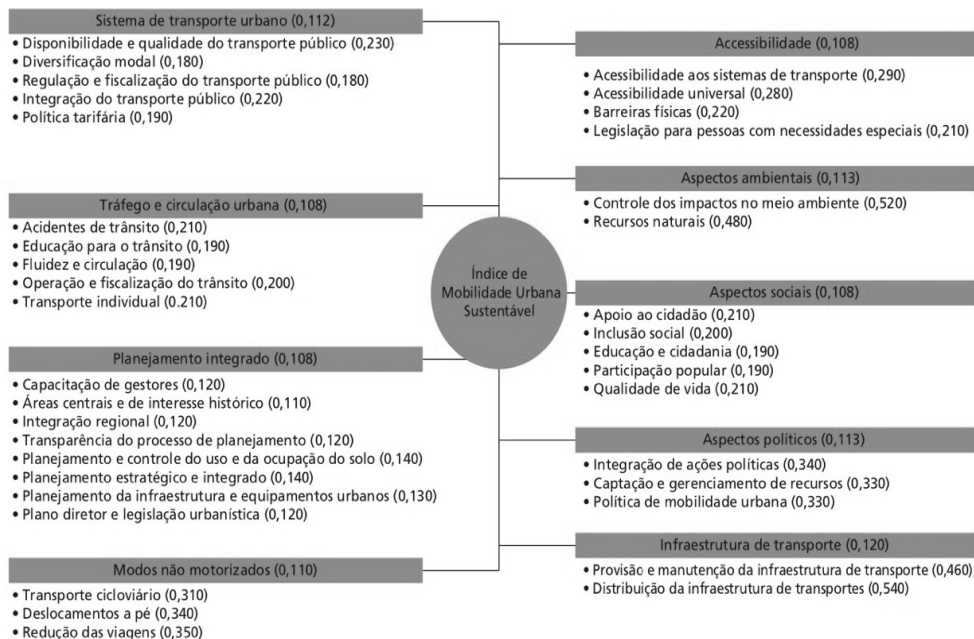 Sistema de transporte urbano (0,112)
• Disponibilidade e qualidade do transporte público (0,230)
• Diversificação modal (0,180)
• Regulação e fiscalização do transporte público (0,180)
• Integração do transporte público (0,220)
• Política tarifária (0,190)
Tráfego e circulação urbana (0,108)
• Acidentes de trânsito (0,210)
• Educação para o trânsito (0,190)
• Fluidez e circulação (0,190)
• Operação e fiscalização do trânsito (0,200)
• Transporte individual (0.210)
Planejamento integrado (0,108)
• Capacitação de gestores (0,120)
• Áreas centrais e de interesse histórico (0,110)
• Integração regional (0,120)
• Transparência do processo de planejamento (0,120)
• Planejamento e controle do uso e da ocupação do solo (0,140)
• Planejamento estratégico e integrado (0,140)
• Planejamento da infraestrutura e equipamentos urbanos (0,130)
• Plano diretor e legislação urbanística (0,120)
Modos não motorizados (0,110)
• Transporte cicloviário (0,310)
• Deslocamentos a pé (0,340)
• Redução das viagens (0,350)
Índice de
Mobilidade Urbana
Sustentável
Accessibilidade (0,108)
• Acessibilidade aos sistemas de transporte (0,290)
• Acessibilidade universal (0,280)
• Barreiras físicas (0,220)
• Legislação para pessoas com necessidades especiais (0,210)
Aspectos ambientais (0,113)
• Controle dos impactos no meio ambiente (0,520)
• Recursos naturais (0,480)
Aspectos sociais (0,108)
• Apoio ao cidadão (0,210)
• Inclusão social (0,200)
• Educação e cidadania (0,190)
• Participação popular (0,190)
• Qualidade de vida (0,210)
Aspectos políticos (0,113)
• Integração de ações políticas (0,340)
• Captação e gerenciamento de recursos (0,330)
• Política de mobilidade urbana (0,330)
Infraestrutura de transporte (0,120)
• Provisão e manutenção da infraestrutura de transporte (0,460)
• Distribuição da infraestrutura de transportes (0,540)